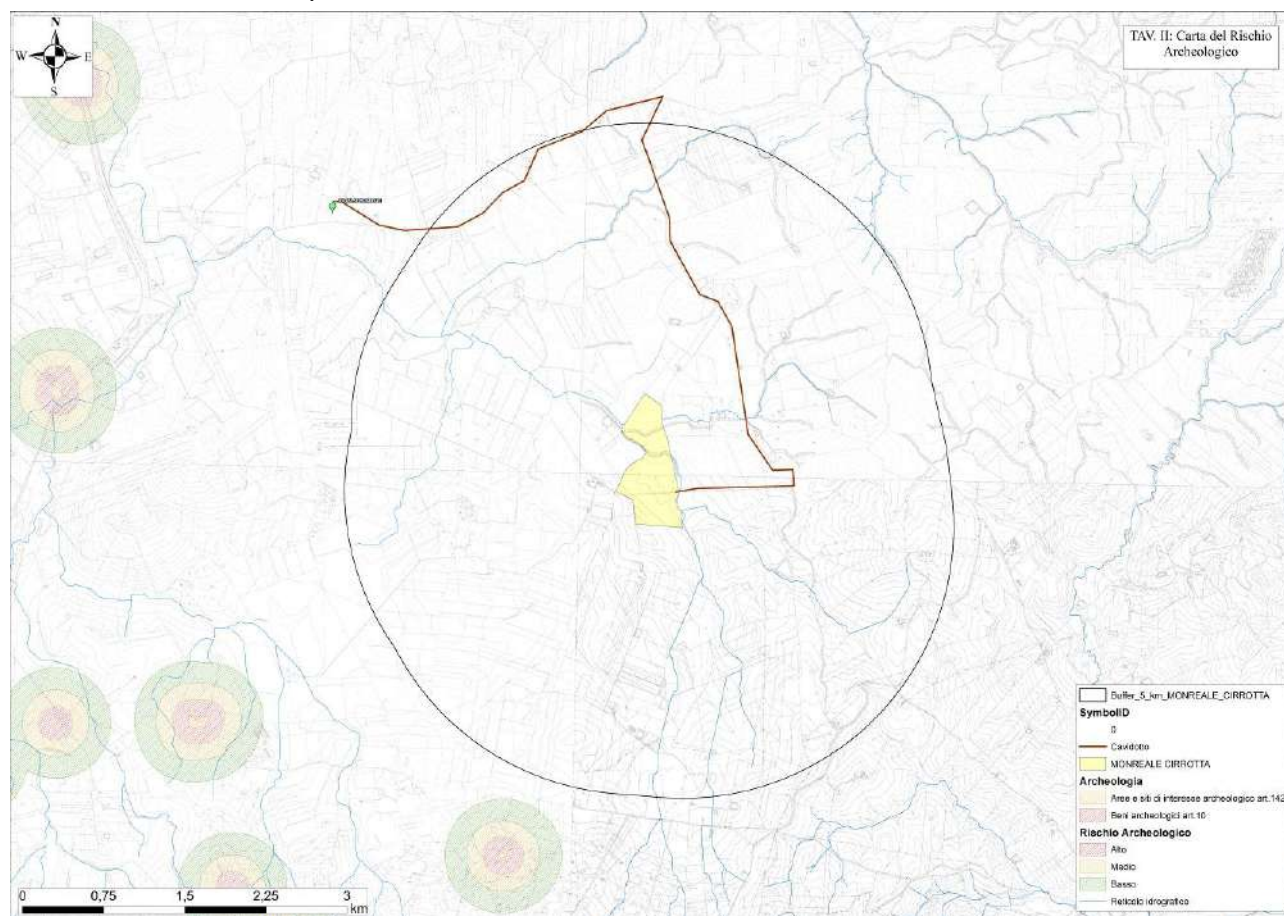 N
W E
S
TAV. II: Carta del Rischio
Archeologico
Buffer_5_km_MONREALE_CIRROTTA
SymbolID
0
Cavidotto
MONREALE CIRROTTA
Archeologia
Aree e siti di interesse archeologico art.142
Beni archeologici art.10
Rischio Archeologico
Alto
Medio
Basso
Reticolo idrografico
0 0,75 1,5 2,25 3
km